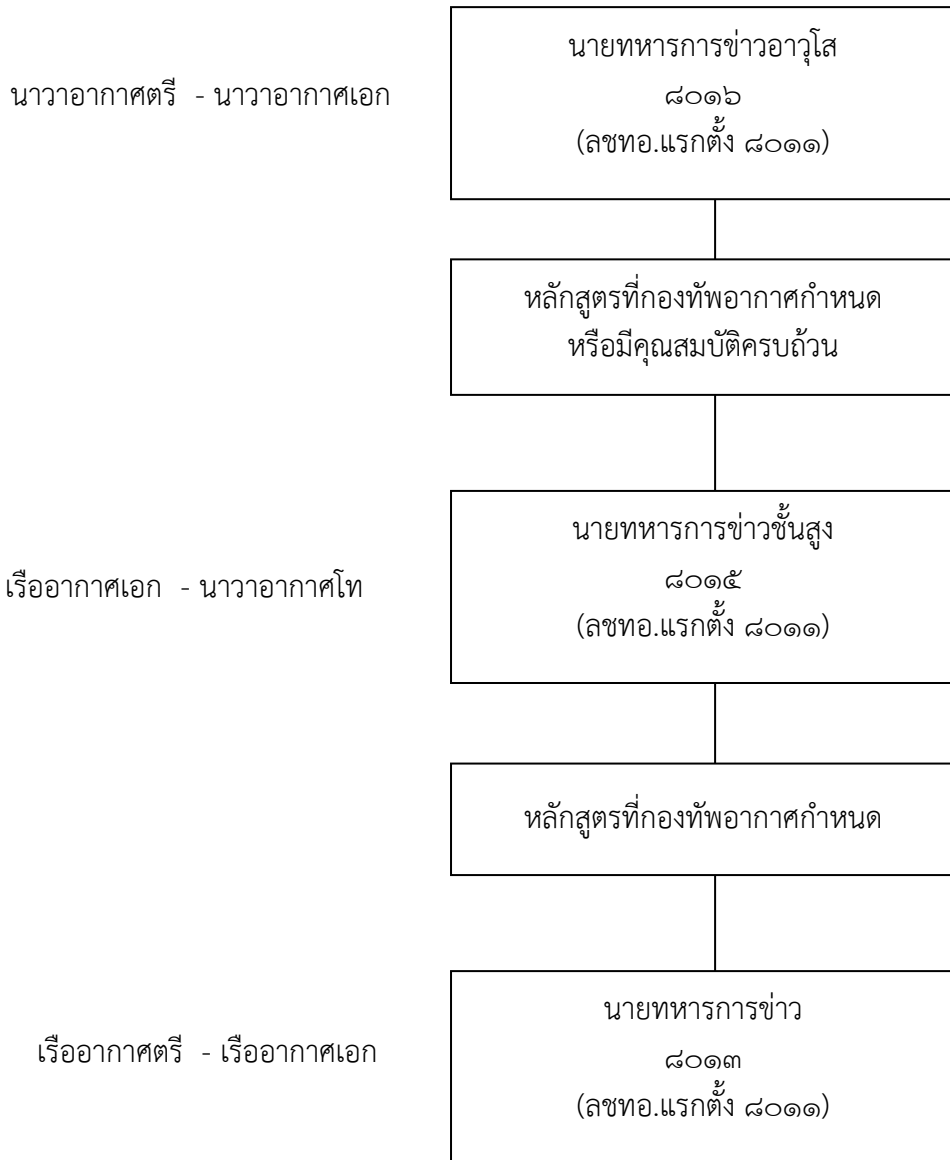 นายทหารการข่าวอาวุโส
นาวาอากาศตรี - นาวาอากาศเอก
๘๐๑๖
(ลชทอ.แรกตั้ง ๘๐๑๑)
หลักสูตรที่กองทัพอากาศกำหนด
หรือมีคุณสมบัติครบถ้วน
นายทหารการข่าวชั้นสูง
เรืออากาศเอก - นาวาอากาศโท
๘๐๑๕
(ลชทอ.แรกตั้ง ๘๐๑๑)
หลักสูตรที่กองทัพอากาศกำหนด
นายทหารการข่าว
เรืออากาศตรี - เรืออากาศเอก
๘๐๑๓
(ลชทอ.แรกตั้ง ๘๐๑๑)